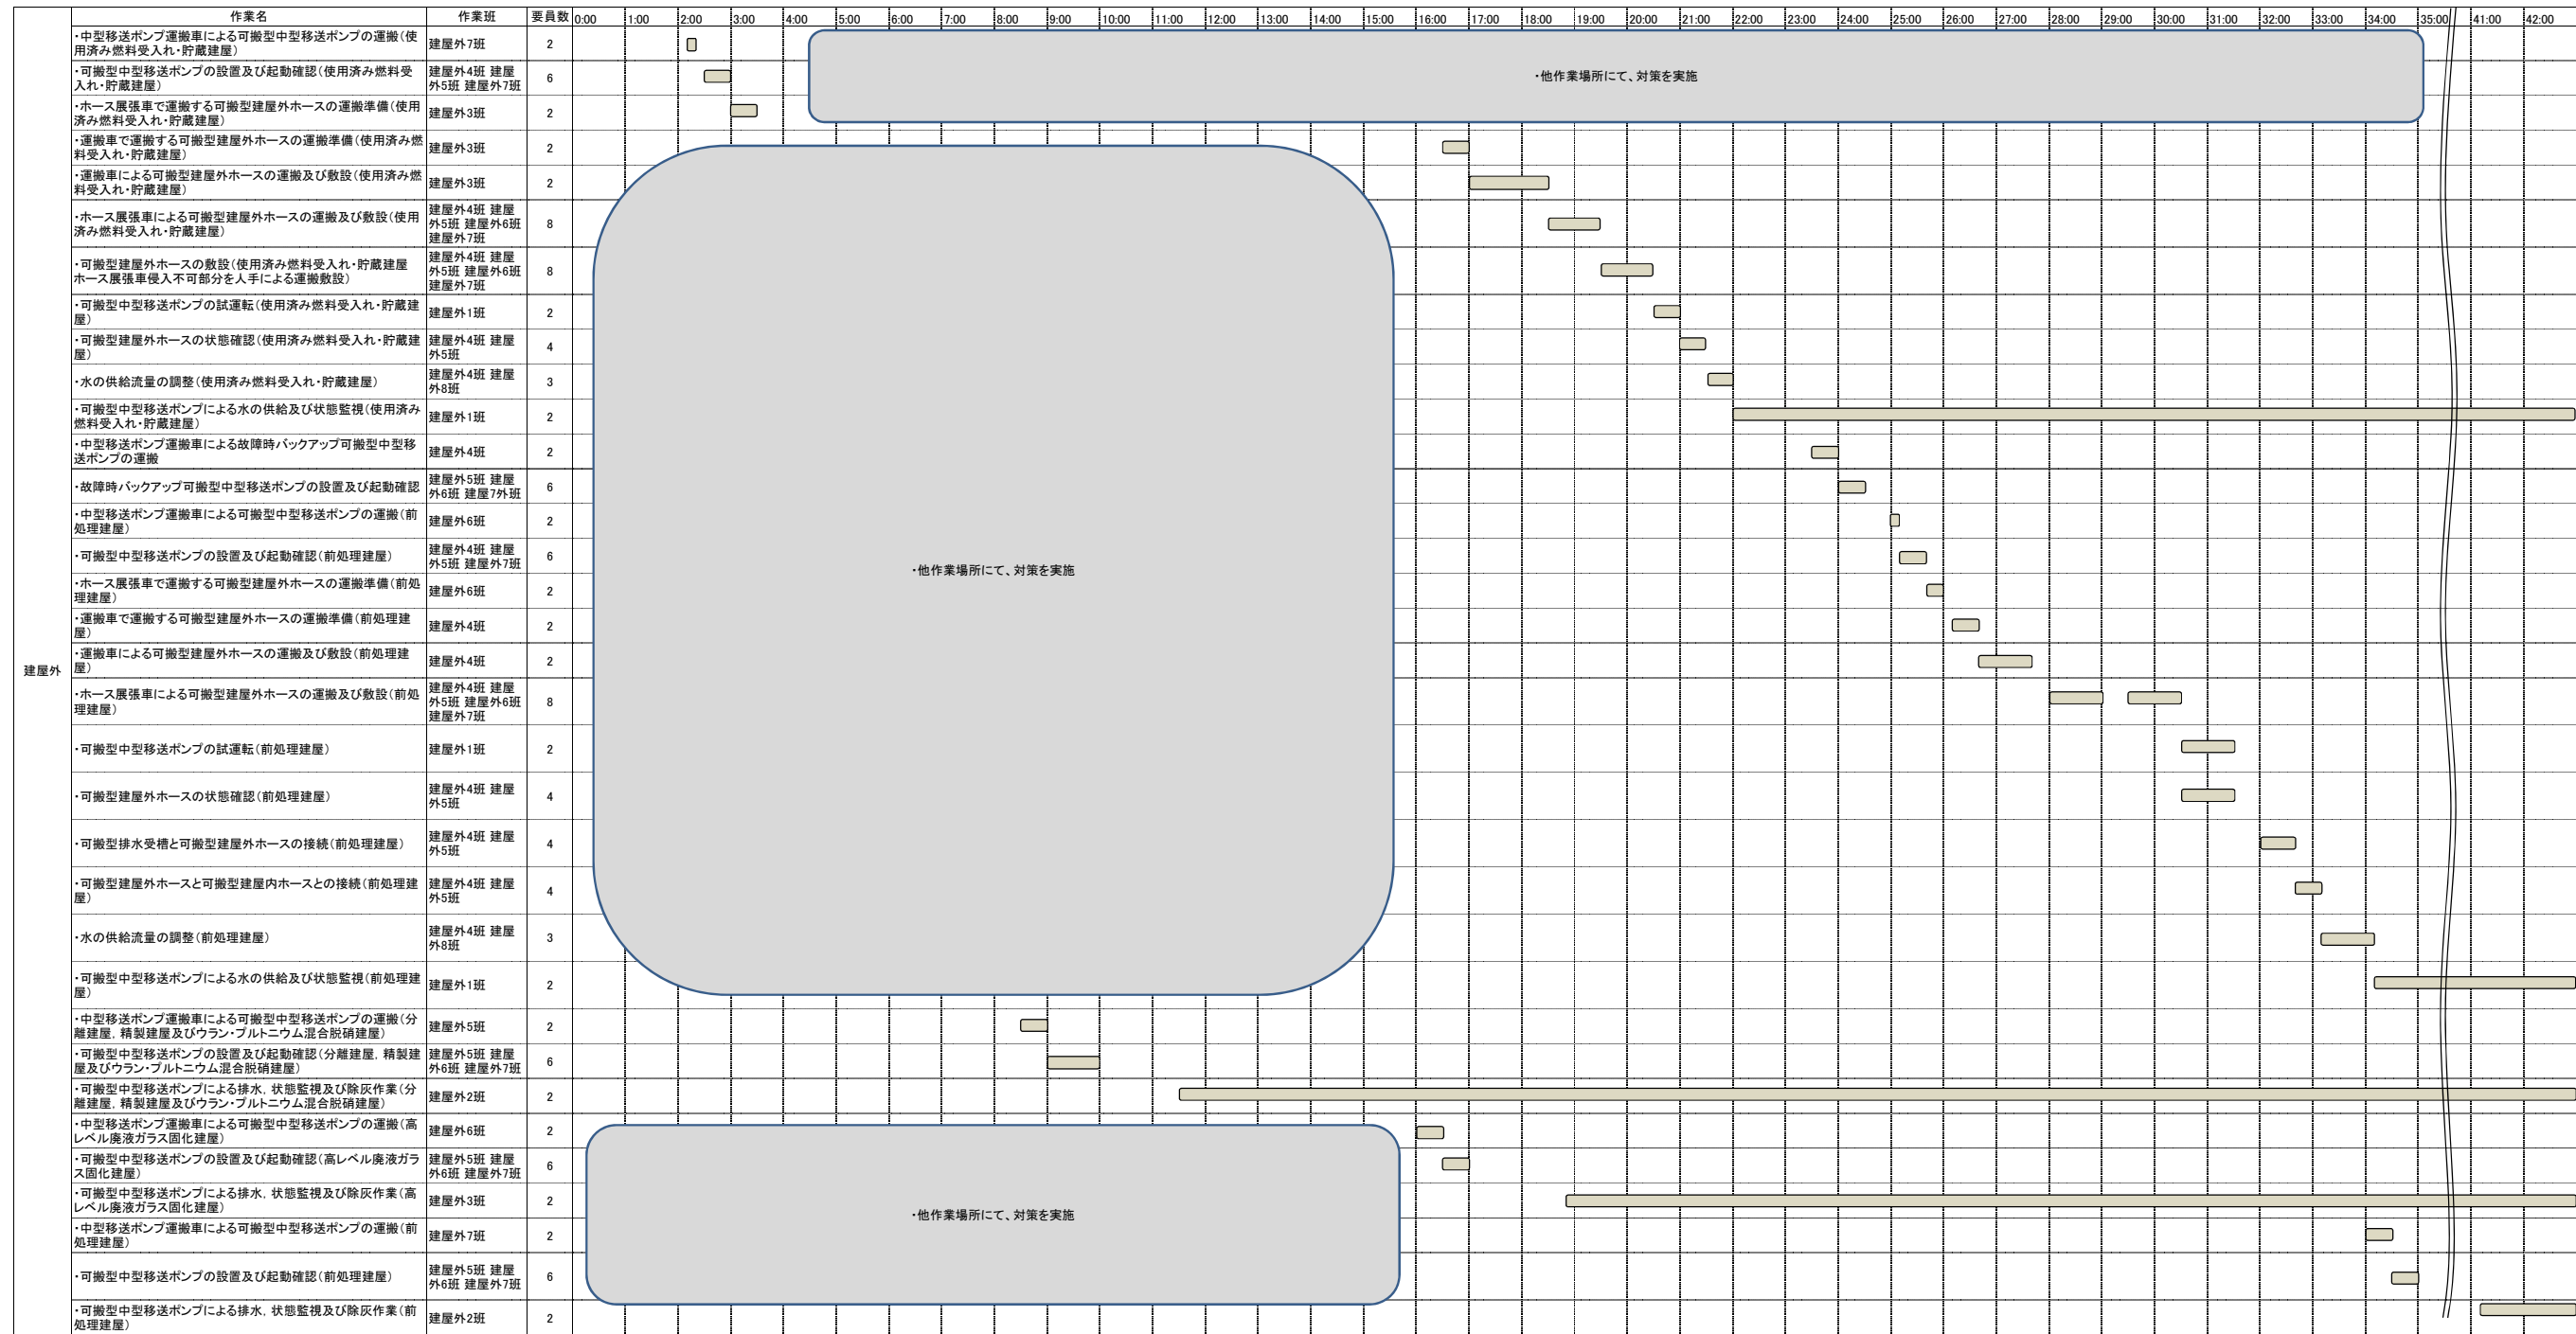 作業名 作業班 要員数 0:00 1:00 2:00 3:00 4:00 5:00 6:00 7:00 8:00 9:00 10:00 11:00 12:00 13:00 14:00 15:00 16:00 17:00 18:00 19:00 20:00 21:00 22:00 23:00 24:00 25:00 26:00 27:00 28:00 29:00 30:00 31:00 32:00 33:00 34:00 35:00 41:00 42:00
建屋外
・中型移送ポンプ運搬車による可搬型中型移送ポンプの運搬(使
用済み燃料受入れ・貯蔵建屋)
建屋外7班
2
・可搬型中型移送ポンプの設置及び起動確認(使用済み燃料受
入れ・貯蔵建屋)
建屋外4班 建屋
外5班 建屋外7班
6
・他作業場所にて、対策を実施
・ホース展張車で運搬する可搬型建屋外ホースの運搬準備(使用
済み燃料受入れ・貯蔵建屋)
建屋外3班
2
・運搬車で運搬する可搬型建屋外ホースの運搬準備(使用済み燃
料受入れ・貯蔵建屋)
建屋外3班
2
・運搬車による可搬型建屋外ホースの運搬及び敷設(使用済み燃
料受入れ・貯蔵建屋)
建屋外3班
2
・ホース展張車による可搬型建屋外ホースの運搬及び敷設(使用
済み燃料受入れ・貯蔵建屋)
建屋外4班 建屋
外5班 建屋外6班
建屋外7班
8
・可搬型建屋外ホースの敷設(使用済み燃料受入れ・貯蔵建屋
ホース展張車侵入不可部分を人手による運搬敷設)
建屋外4班 建屋
外5班 建屋外6班
建屋外7班
8
・可搬型中型移送ポンプの試運転(使用済み燃料受入れ・貯蔵建
屋)
建屋外1班
2
・可搬型建屋外ホースの状態確認(使用済み燃料受入れ・貯蔵建
屋)
建屋外4班 建屋
外5班
4
・水の供給流量の調整(使用済み燃料受入れ・貯蔵建屋)
建屋外4班 建屋
外8班
3
・可搬型中型移送ポンプによる水の供給及び状態監視(使用済み
燃料受入れ・貯蔵建屋)
建屋外1班
2
・中型移送ポンプ運搬車による故障時バックアップ可搬型中型移
送ポンプの運搬
建屋外4班
2
・故障時バックアップ可搬型中型移送ポンプの設置及び起動確認
建屋外5班 建屋
外6班 建屋7外班
6
・中型移送ポンプ運搬車による可搬型中型移送ポンプの運搬(前
処理建屋)
建屋外6班
2
・可搬型中型移送ポンプの設置及び起動確認(前処理建屋)
建屋外4班 建屋
外5班 建屋外7班
6
・他作業場所にて、対策を実施
・ホース展張車で運搬する可搬型建屋外ホースの運搬準備(前処
理建屋)
建屋外6班
2
・運搬車で運搬する可搬型建屋外ホースの運搬準備(前処理建
屋)
建屋外4班
2
・運搬車による可搬型建屋外ホースの運搬及び敷設(前処理建
屋)
建屋外4班
2
・ホース展張車による可搬型建屋外ホースの運搬及び敷設(前処
理建屋)
建屋外4班 建屋
外5班 建屋外6班
建屋外7班
8
・可搬型中型移送ポンプの試運転(前処理建屋)
建屋外1班
2
・可搬型建屋外ホースの状態確認(前処理建屋)
建屋外4班 建屋
外5班
4
・可搬型排水受槽と可搬型建屋外ホースの接続(前処理建屋)
建屋外4班 建屋
外5班
4
・可搬型建屋外ホースと可搬型建屋内ホースとの接続(前処理建
屋)
建屋外4班 建屋
外5班
4
・水の供給流量の調整(前処理建屋)
建屋外4班 建屋
外8班
3
・可搬型中型移送ポンプによる水の供給及び状態監視(前処理建
屋)
建屋外1班
2
・中型移送ポンプ運搬車による可搬型中型移送ポンプの運搬(分
離建屋,精製建屋及びウラン・プルトニウム混合脱硝建屋)
建屋外5班
2
・可搬型中型移送ポンプの設置及び起動確認(分離建屋,精製建
屋及びウラン・プルトニウム混合脱硝建屋)
建屋外5班 建屋
外6班 建屋外7班
6
・可搬型中型移送ポンプによる排水,状態監視及び除灰作業(分
離建屋,精製建屋及びウラン・プルトニウム混合脱硝建屋)
建屋外2班
2
・中型移送ポンプ運搬車による可搬型中型移送ポンプの運搬(高
レベル廃液ガラス固化建屋)
建屋外6班
2
・可搬型中型移送ポンプの設置及び起動確認(高レベル廃液ガラ
ス固化建屋)
建屋外5班 建屋
外6班 建屋外7班
6
・可搬型中型移送ポンプによる排水,状態監視及び除灰作業(高
レベル廃液ガラス固化建屋)
建屋外3班
2
・他作業場所にて、対策を実施
・中型移送ポンプ運搬車による可搬型中型移送ポンプの運搬(前
処理建屋)
建屋外7班
2
・可搬型中型移送ポンプの設置及び起動確認(前処理建屋)
建屋外5班 建屋
外6班 建屋外7班
6
・可搬型中型移送ポンプによる排水,状態監視及び除灰作業(前
処理建屋)
建屋外2班
2